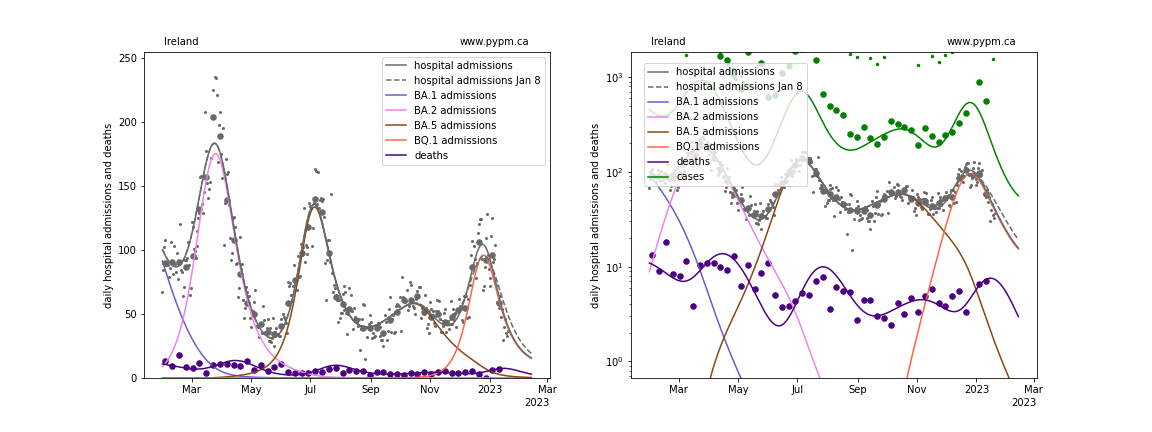 Ireland www.pypm.ca
250
200
150
100
50
0
daily hospital admissions and deaths
hospital admissions
hospital admissions Jan 8
BA.1 admissions
BA.2 admissions
BA.5 admissions
BQ.1 admissions
deaths
Mar May Jul Sep Nov 2023 Mar
2023
Ireland www.pypm.ca
10³
10²
10¹
10⁰
daily hospital admissions and deaths
hospital admissions
hospital admissions Jan 8
BA.1 admissions
BA.2 admissions
BA.5 admissions
BQ.1 admissions
deaths
cases
Mar May Jul Sep Nov 2023 Mar
2023